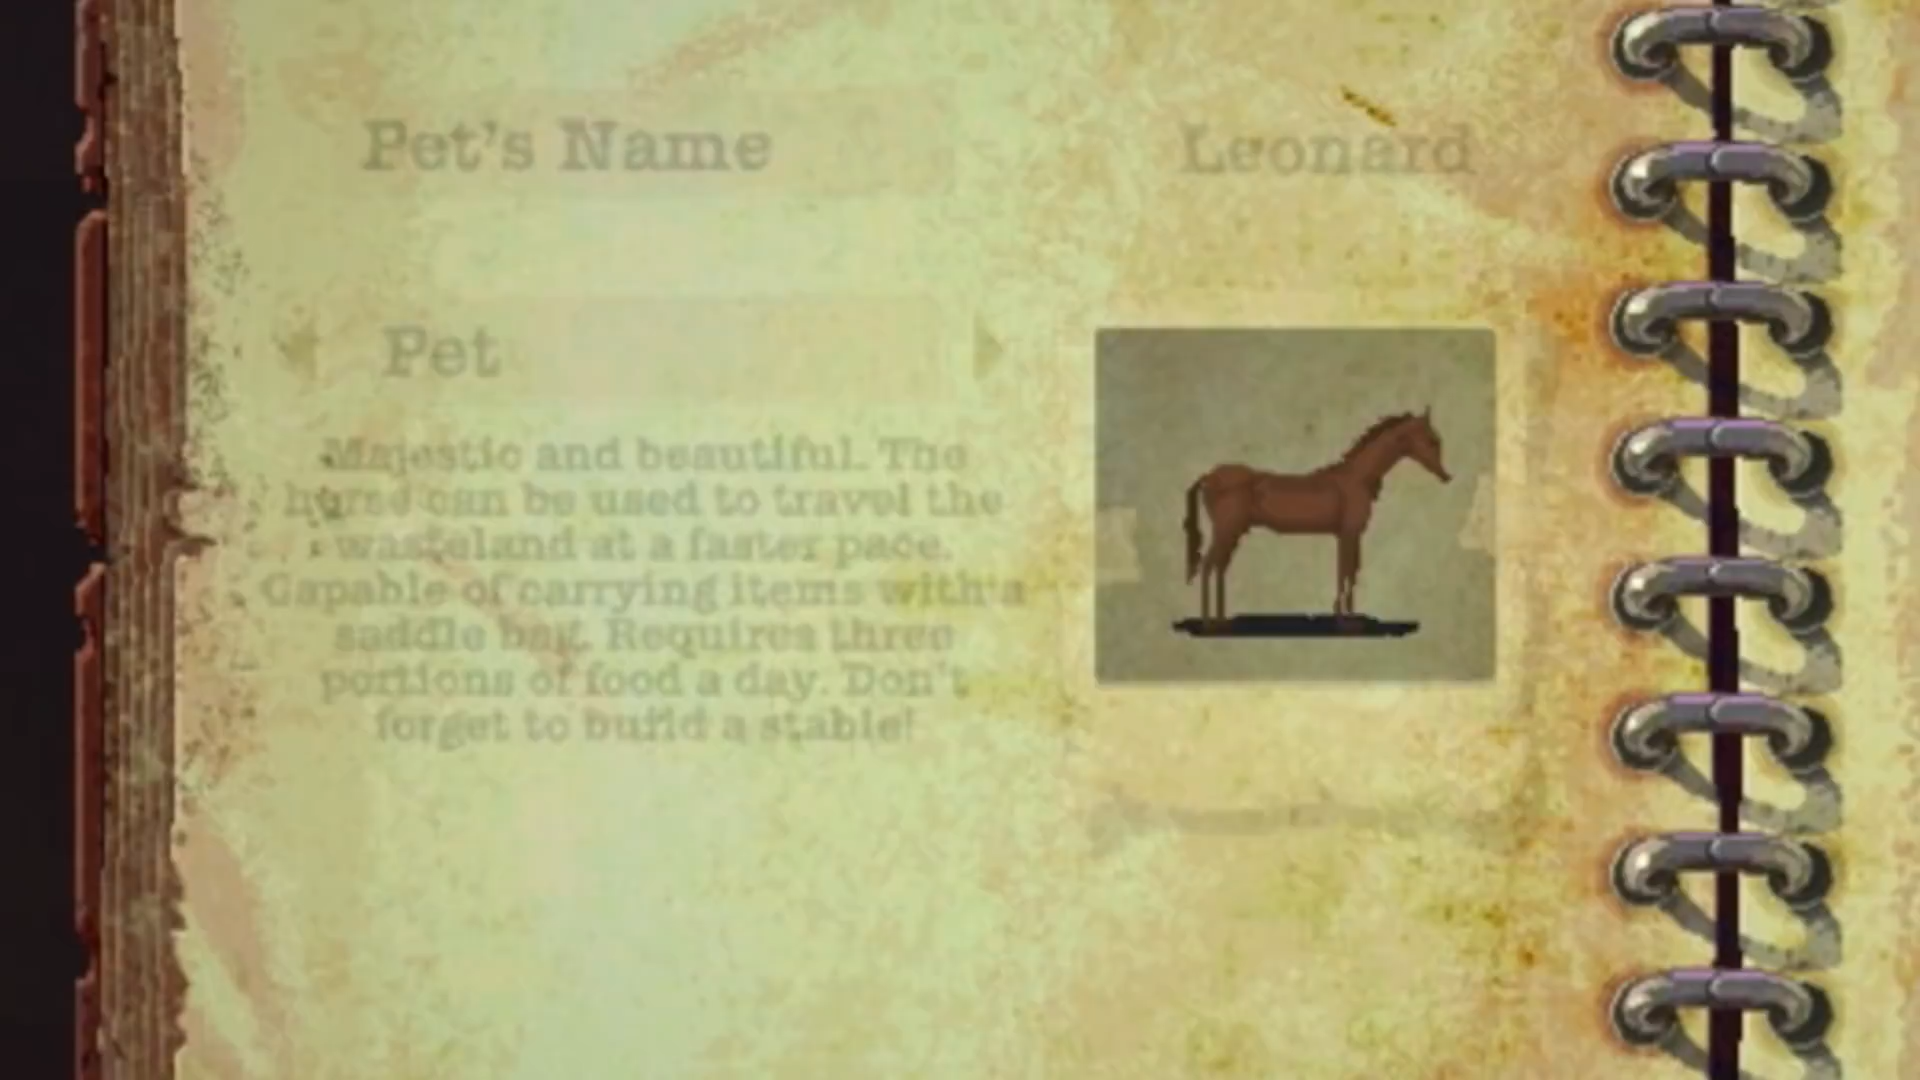 Pet's Name
Leonard
Pet
Majestic and beautiful. The
horse can be used to travel the
wasteland at a faster pace.
Capable of carrying items with a
saddle bag. Requires three
portions of food a day. Don't
forget to build a stable!